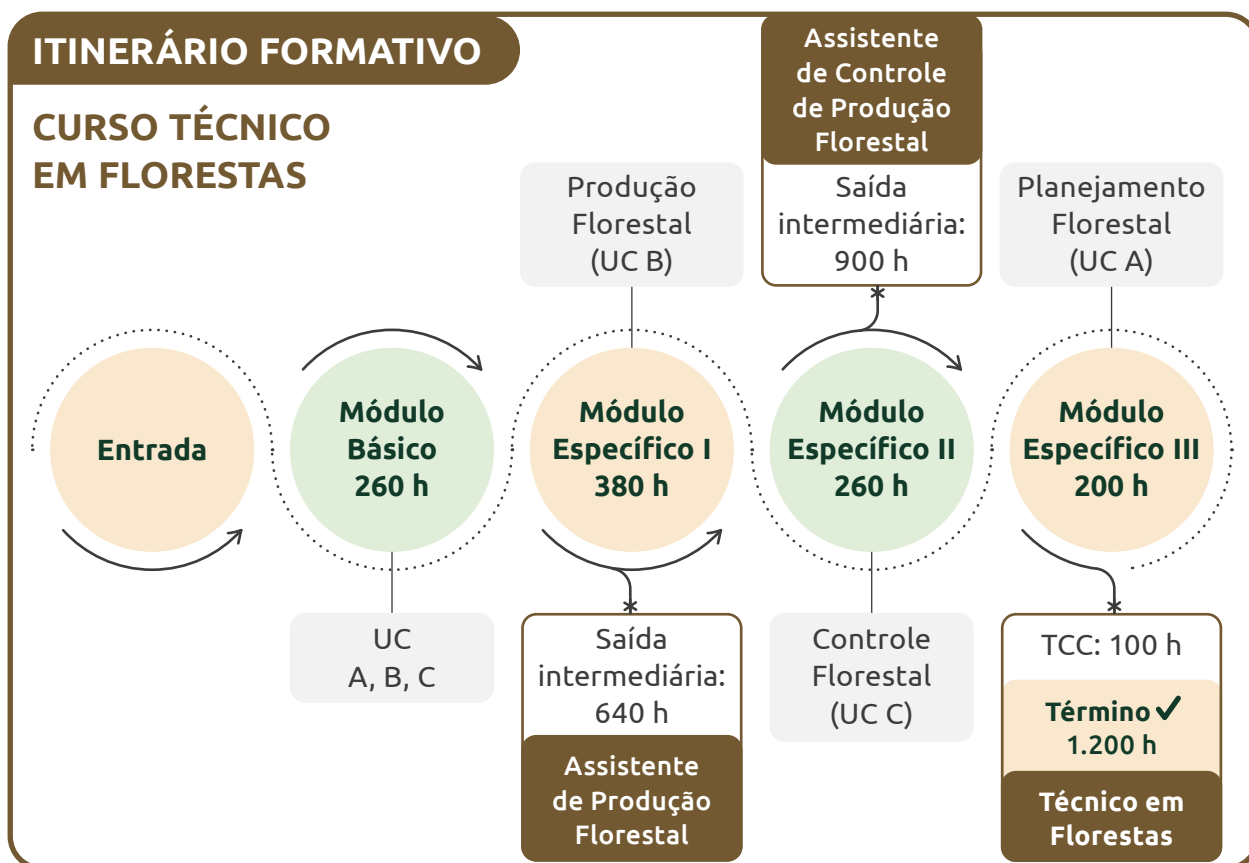 ITINERÁRIO FORMATIVO
CURSO TÉCNICO
EM FLORESTAS
Entrada
Módulo
Básico
260 h
UC
A, B, C
Produção
Florestal
(UC B)
Módulo
Específico I
380 h
Saída
intermediária:
640 h
Assistente
de Produção
Florestal
Assistente
de Controle
de Produção
Florestal
Saída
intermediária:
900 h
Módulo
Específico II
260 h
Controle
Florestal
(UC C)
Planejamento
Florestal
(UC A)
Módulo
Específico III
200 h
TCC: 100 h
Término ✔
1.200 h
Técnico em
Florestas